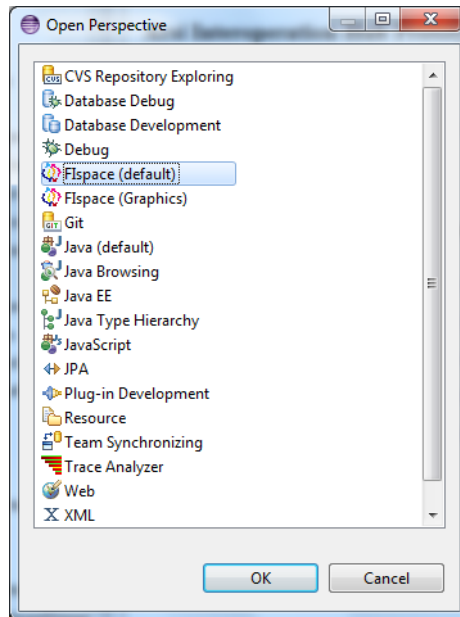 Open Perspective
CVS Repository Exploring
Database Debug
Database Development
Debug
FIspace (default)
FIspace (Graphics)
GIT Git
Java (default)
Java Browsing
Java EE
Java Type Hierarchy
JavaScript
JPA
Plug-in Development
Resource
Team Synchronizing
Trace Analyzer
Web
X XML
OK Cancel